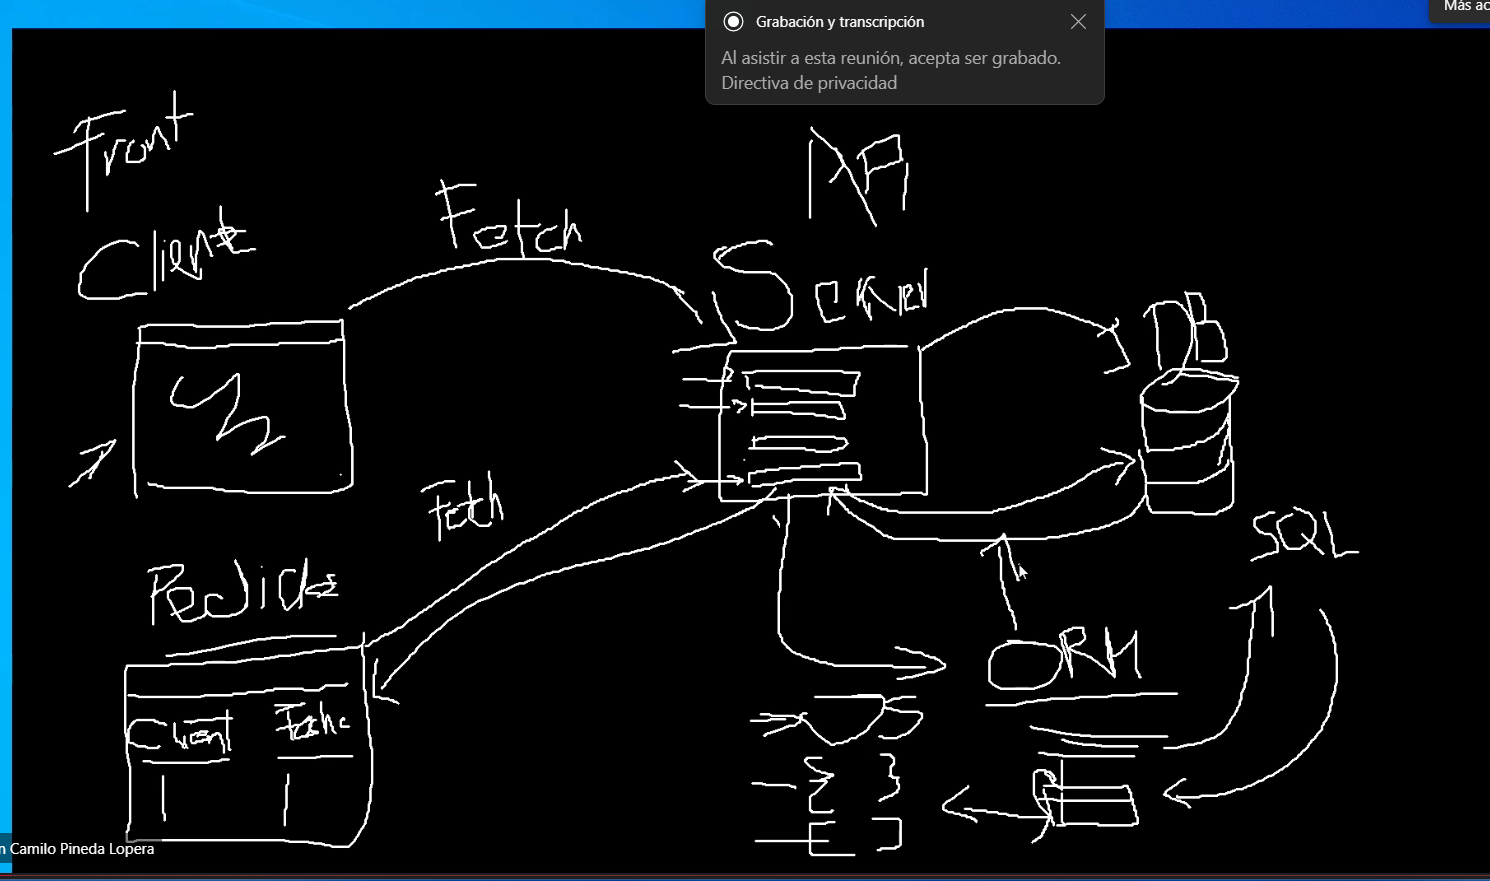 Más ac
Grabación y transcripción
Al asistir a esta reunión, acepta ser grabado.
Directiva de privacidad
Front
API
Client
Fetch
Server
DB
Fetch
SQL
Pedidos
ORM
Client Fecha
JS
{ }
[ ]
n Camilo Pineda Lopera